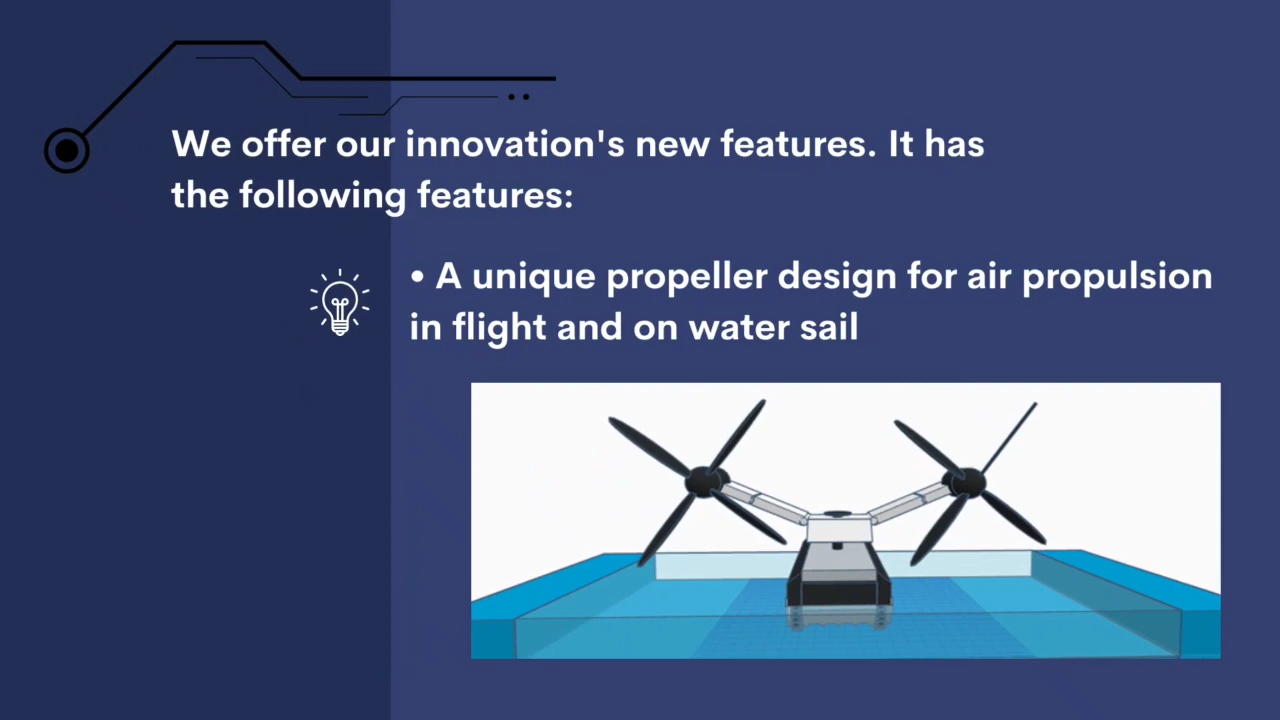 We offer our innovation's new features. It has
the following features:
• A unique propeller design for air propulsion
in flight and on water sail